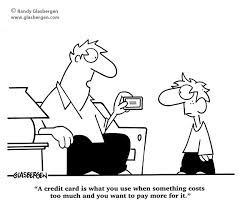 © Randy Glasbergen
www.glasbergen.com
GLASBERGEN
"A credit card is what you use when something costs
too much and you want to pay more for it."